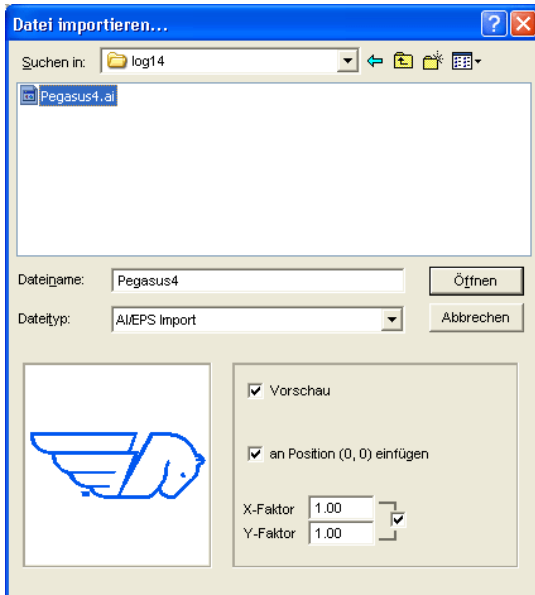 Datei importieren...
Suchen in: log14
Pegasus4.ai
Dateiname: Pegasus4 Öffnen
Dateityp: AI/EPS Import Abbrechen
Vorschau
an Position (0, 0) einfügen
X-Faktor 1.00
Y-Faktor 1.00